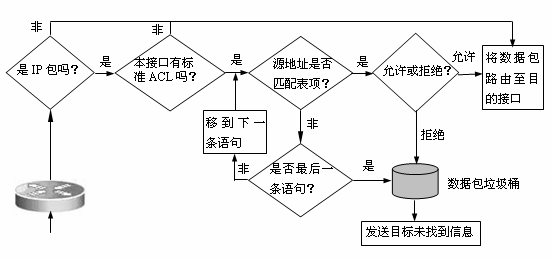 非
非
是 IP 包吗？
是
本接口有标
准 ACL 吗？
是
源地址是否
匹配表项？
是
允许或拒绝？
允许
将数据包
路由至目
的接口
非
拒绝
移到下一
条语句
非
是否最后一
条语句？
是
数据包垃圾桶
发送目标未找到信息